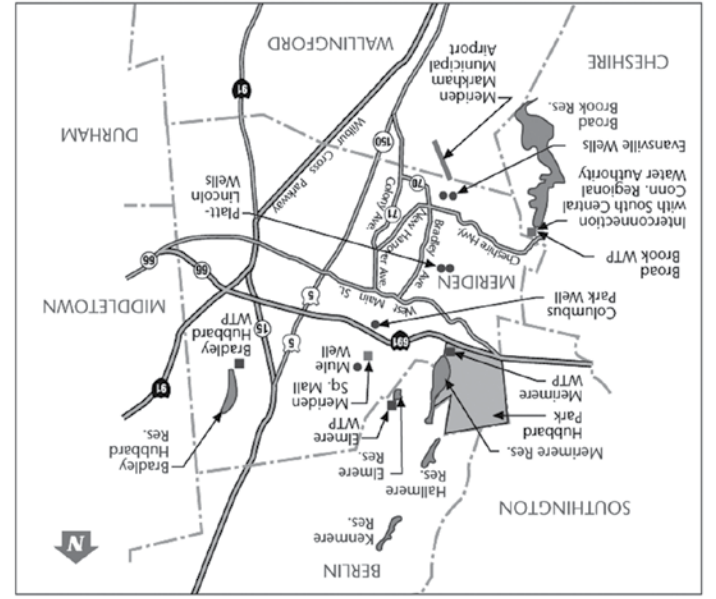 BERLIN
N
Kenmere
Res.
SOUTHINGTON
Hallmere
Res.
Merimere Res.
Elmere
Res.
Bradley
Hubbard
Res.
Hubbard
Park
Elmere
WTP
Merimere
WTP
Meriden
Sq. Mall
Mule
Well
91
Bradley
Hubbard
WTP
691
5
15
Columbus
Park Well
West
Main
St.
5
MIDDLETOWN
MERIDEN
66
66
Broad
Brook WTP
Platt-
Lincoln
Wells
Cheshire Hwy.
Bradley Ave
New Hanover Ave.
Interconnection
with South Central
Conn. Regional
Water Authority
71
Colony Ave.
70
Wilbur Cross Parkway
Evansville Wells
150
DURHAM
Broad
Brook Res.
Meriden
Markham
Municipal
Airport
91
CHESHIRE
WALLINGFORD